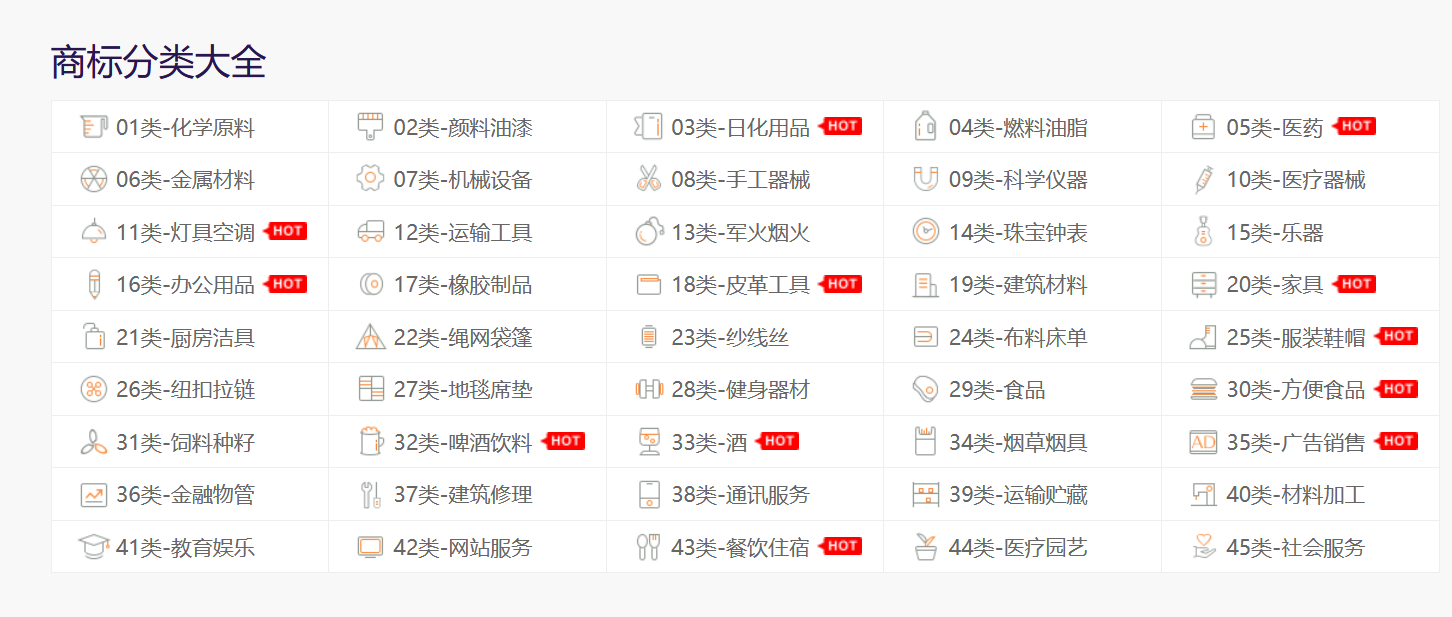 商标分类大全
01类-化学原料 02类-颜料油漆 03类-日化用品 HOT 04类-燃料油脂 05类-医药 HOT
06类-金属材料 07类-机械设备 08类-手工器械 09类-科学仪器 10类-医疗器械
11类-灯具空调 HOT 12类-运输工具 13类-军火烟火 14类-珠宝钟表 15类-乐器
16类-办公用品 HOT 17类-橡胶制品 18类-皮革工具 HOT 19类-建筑材料 20类-家具 HOT
21类-厨房洁具 22类-绳网袋篷 23类-纱线丝 24类-布料床单 25类-服装鞋帽 HOT
26类-纽扣拉链 27类-地毯席垫 28类-健身器材 29类-食品 30类-方便食品 HOT
31类-饲料种籽 32类-啤酒饮料 HOT 33类-酒 HOT 34类-烟草烟具 AD 35类-广告销售 HOT
36类-金融物管 37类-建筑修理 38类-通讯服务 39类-运输贮藏 40类-材料加工
41类-教育娱乐 42类-网站服务 43类-餐饮住宿 HOT 44类-医疗园艺 45类-社会服务